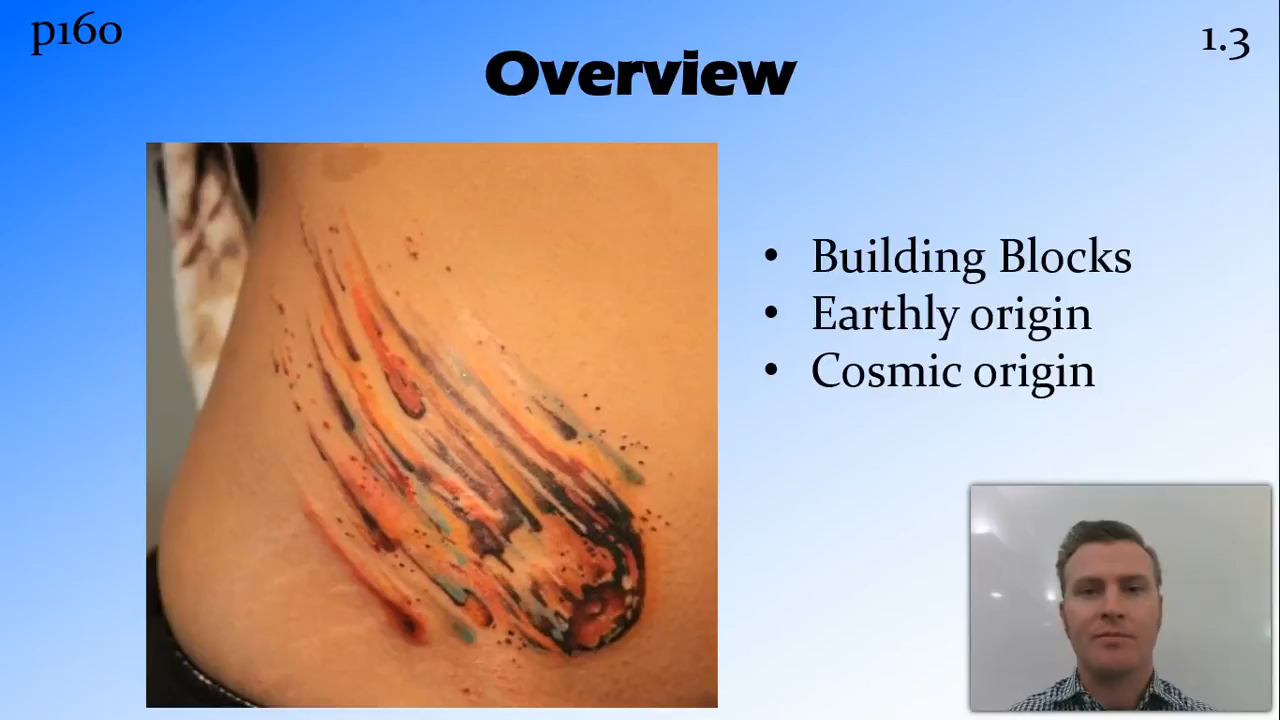 p160
1.3
Overview
• Building Blocks
• Earthly origin
• Cosmic origin